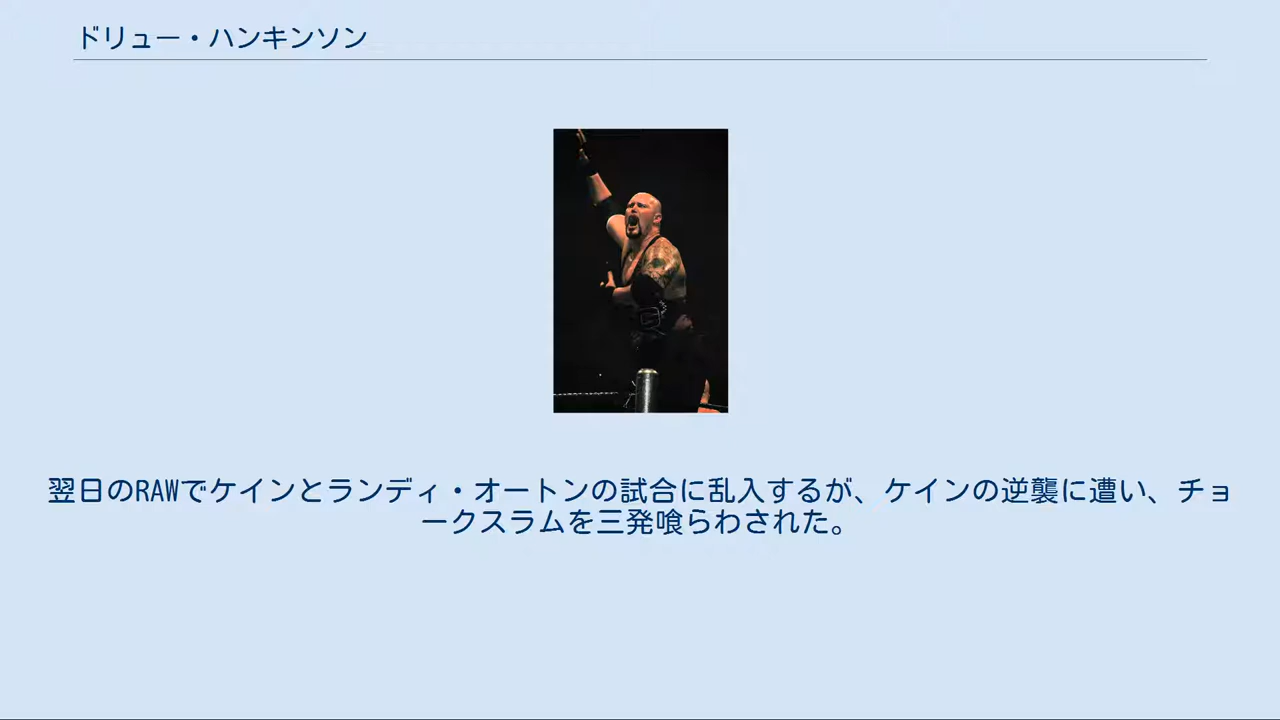 ドリュー・ハンキンソン
翌日のRAWでケインとランディ・オートンの試合に乱入するが、ケインの逆襲に遭い、チョ
ークスラムを三発喰らわされた。